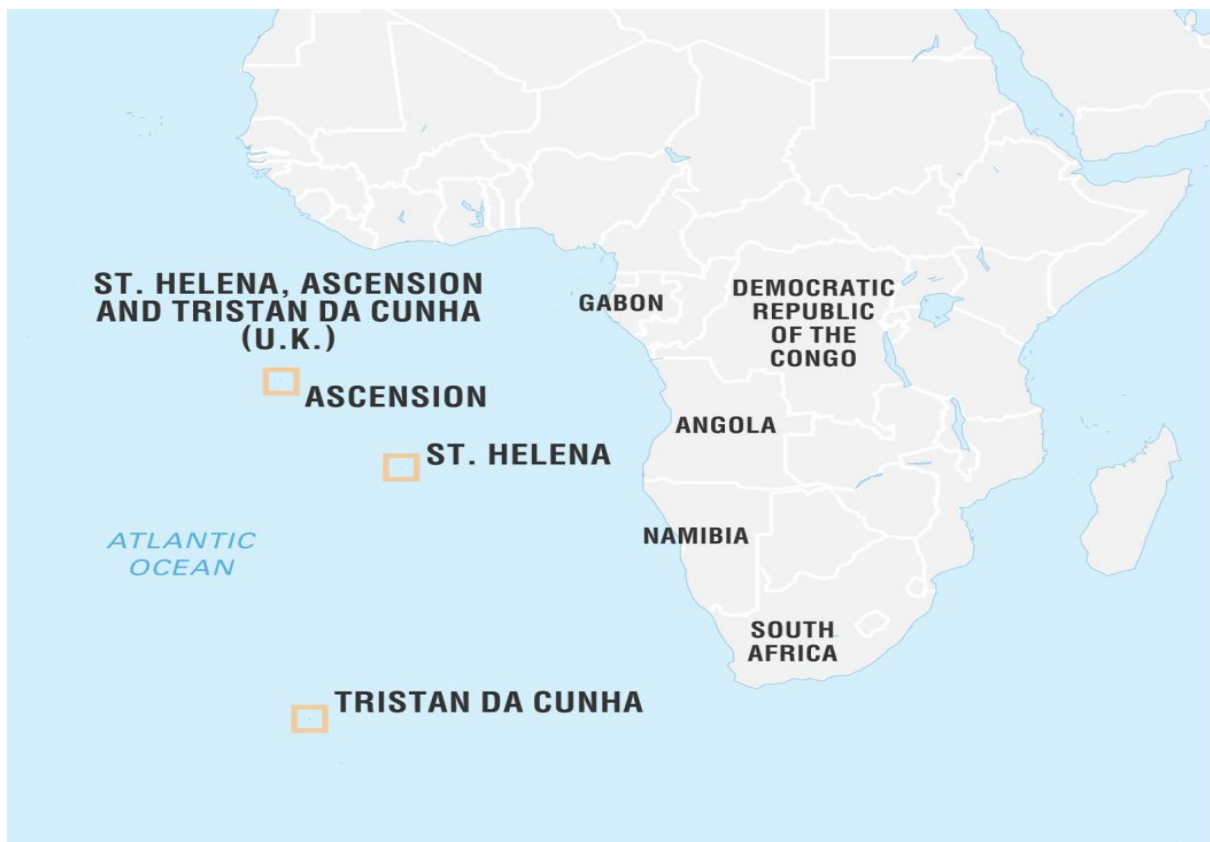 ST. HELENA, ASCENSION
AND TRISTAN DA CUNHA
(U.K.)
ASCENSION
ST. HELENA
ATLANTIC
OCEAN
TRISTAN DA CUNHA
GABON
DEMOCRATIC
REPUBLIC
OF THE
CONGO
ANGOLA
NAMIBIA
SOUTH
AFRICA